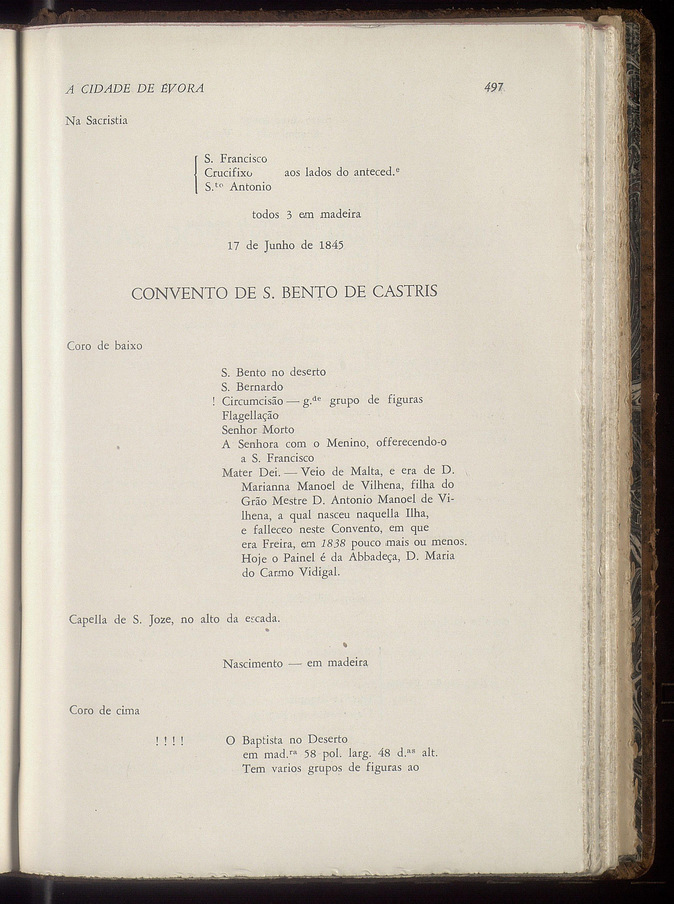 A CIDADE DE ÉVORA 497
Na Sacristia
S. Francisco
Crucifixo aos lados do anteced.e
S.to Antonio
todos 3 em madeira
17 de Junho de 1845
CONVENTO DE S. BENTO DE CASTRIS
Coro de baixo
S. Bento no deserto
S. Bernardo
! Circumcisão — g.de grupo de figuras
Flagellação
Senhor Morto
A Senhora com o Menino, offerecendo-o
a S. Francisco
Mater Dei. — Veio de Malta, e era de D.
Marianna Manoel de Vilhena, filha do
Grão Mestre D. Antonio Manoel de Vi-
lhena, a qual nasceu naquella Ilha,
e falleceo neste Convento, em que
era Freira, em 1838 pouco mais ou menos.
Hoje o Painel é da Abbadeça, D. Maria
do Carmo Vidigal.
Capella de S. Joze, no alto da escada.
Nascimento — em madeira
Coro de cima
! ! ! ! O Baptista no Deserto
em mad.ra 58 pol. larg. 48 d.as alt.
Tem varios grupos de figuras ao